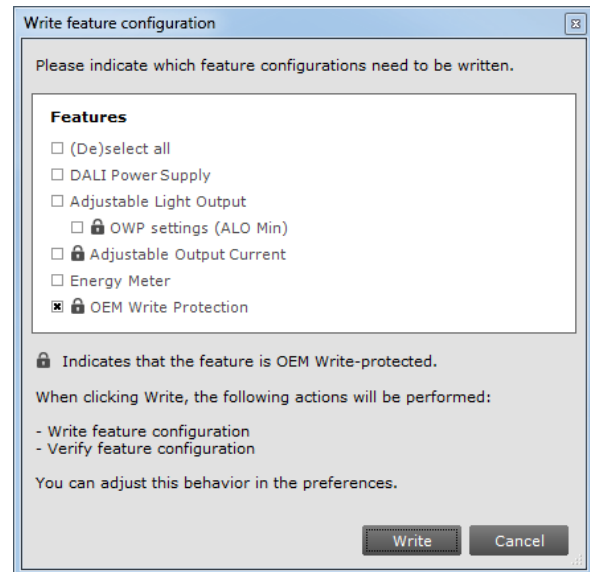 Write feature configuration
Please indicate which feature configurations need to be written.
Features
(De)select all
DALI Power Supply
Adjustable Light Output
OWP settings (ALO Min)
Adjustable Output Current
Energy Meter
OEM Write Protection
Indicates that the feature is OEM Write-protected.
When clicking Write, the following actions will be performed:
- Write feature configuration
- Verify feature configuration
You can adjust this behavior in the preferences.
Write Cancel